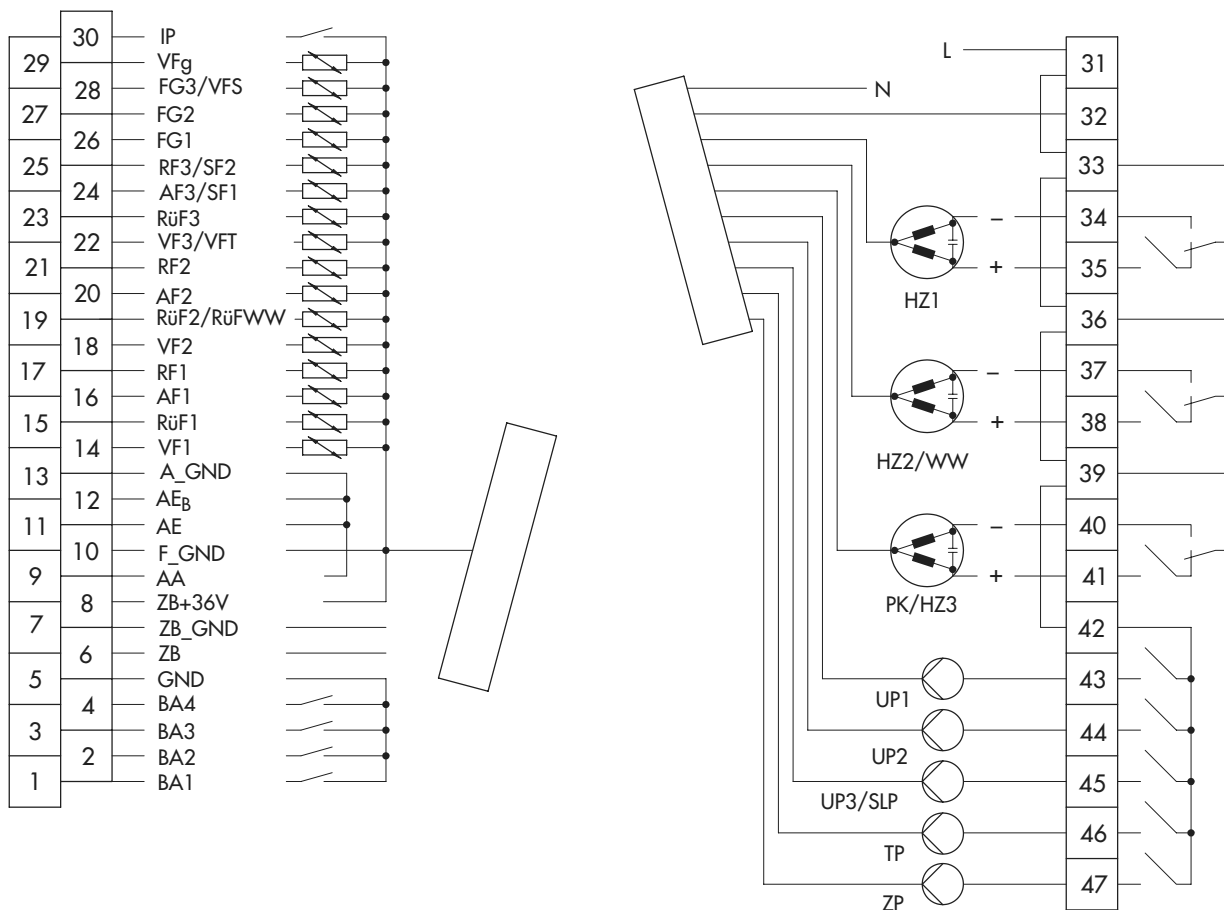 30 IP
29 VFg
28 FG3/VFS
27 FG2
26 FG1
25 RF3/SF2
24 AF3/SF1
23 RüF3
22 VF3/VFT
21 RF2
20 AF2
19 RüF2/RüFWW
18 VF2
17 RF1
16 AF1
15 RüF1
14 VF1
13 A_GND
12 AEB
11 AE
10 F_GND
9 AA
8 ZB+36V
7 ZB_GND
6 ZB
5 GND
4 BA4
3 BA3
2 BA2
1 BA1
L 31
N
32
33
– 34
+ 35
HZ1
36
– 37
+ 38
HZ2/WW
39
– 40
+ 41
PK/HZ3
42
UP1 43
UP2 44
UP3/SLP 45
TP 46
ZP 47